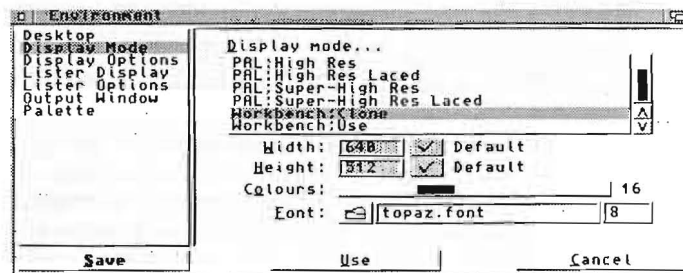 Environment
Desktop
Display Mode
Display Options
Lister Display
Lister Options
Output Window
Palette
Display mode...
PAL:High Res
PAL:High Res Laced
PAL:Super-High Res
PAL:Super-High Res Laced
Workbench:Clone
Workbench:Use
Width: 640 Default
Height: 512 Default
Colours: 16
Font: topaz.font 8
Save Use Cancel